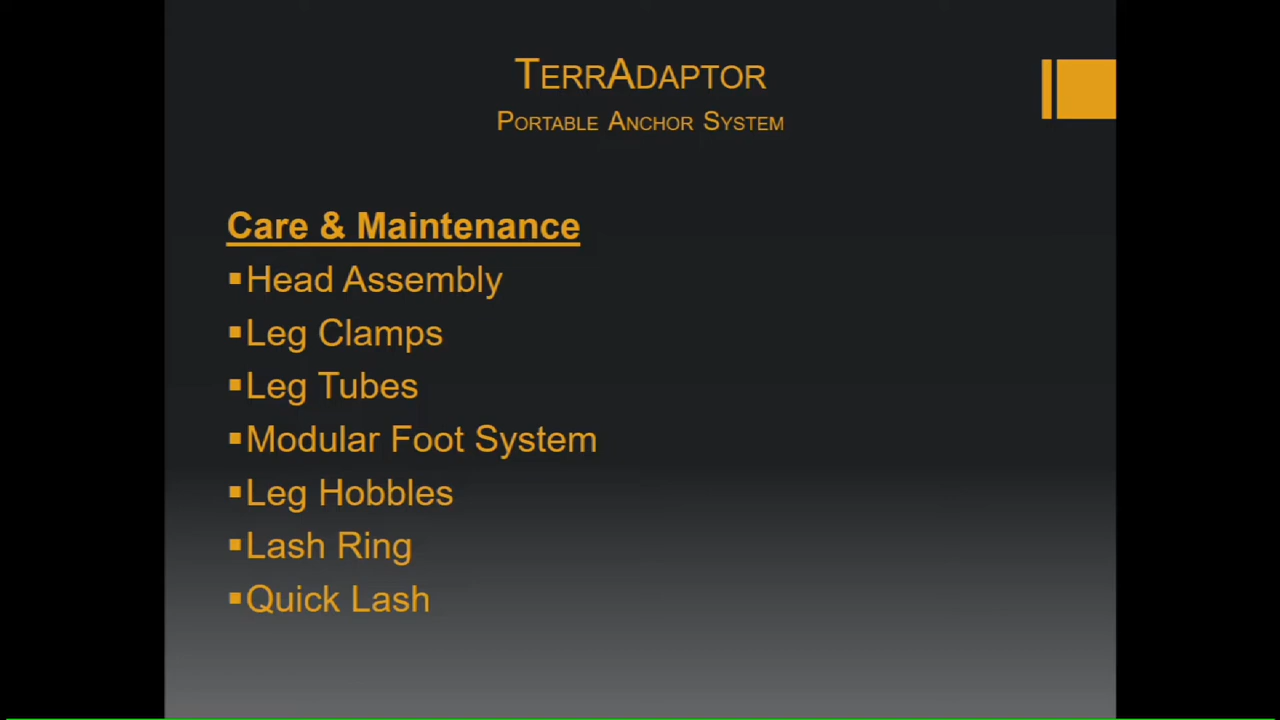 TERRADAPTOR
PORTABLE ANCHOR SYSTEM
Care & Maintenance
▪Head Assembly
▪Leg Clamps
▪Leg Tubes
▪Modular Foot System
▪Leg Hobbles
▪Lash Ring
▪Quick Lash